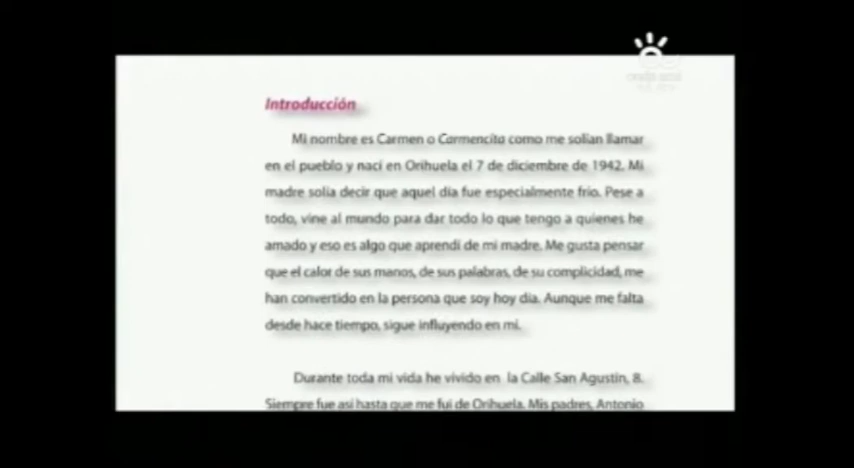 Introducción
Mi nombre es Carmen o Carmencita como me solían llamar
en el pueblo y nací en Orihuela el 7 de diciembre de 1942. Mi
madre solía decir que aquel día fue especialmente frío. Pese a
todo, vine al mundo para dar todo lo que tengo a quienes he
amado y eso es algo que aprendí de mi madre. Me gusta pensar
que el calor de sus manos, de sus palabras, de su complicidad, me
han convertido en la persona que soy hoy día. Aunque me falta
desde hace tiempo, sigue influyendo en mí.
Durante toda mi vida he vivido en la Calle San Agustín, 8.
Siempre fue así hasta que me fui de Orihuela. Mis padres, Antonio